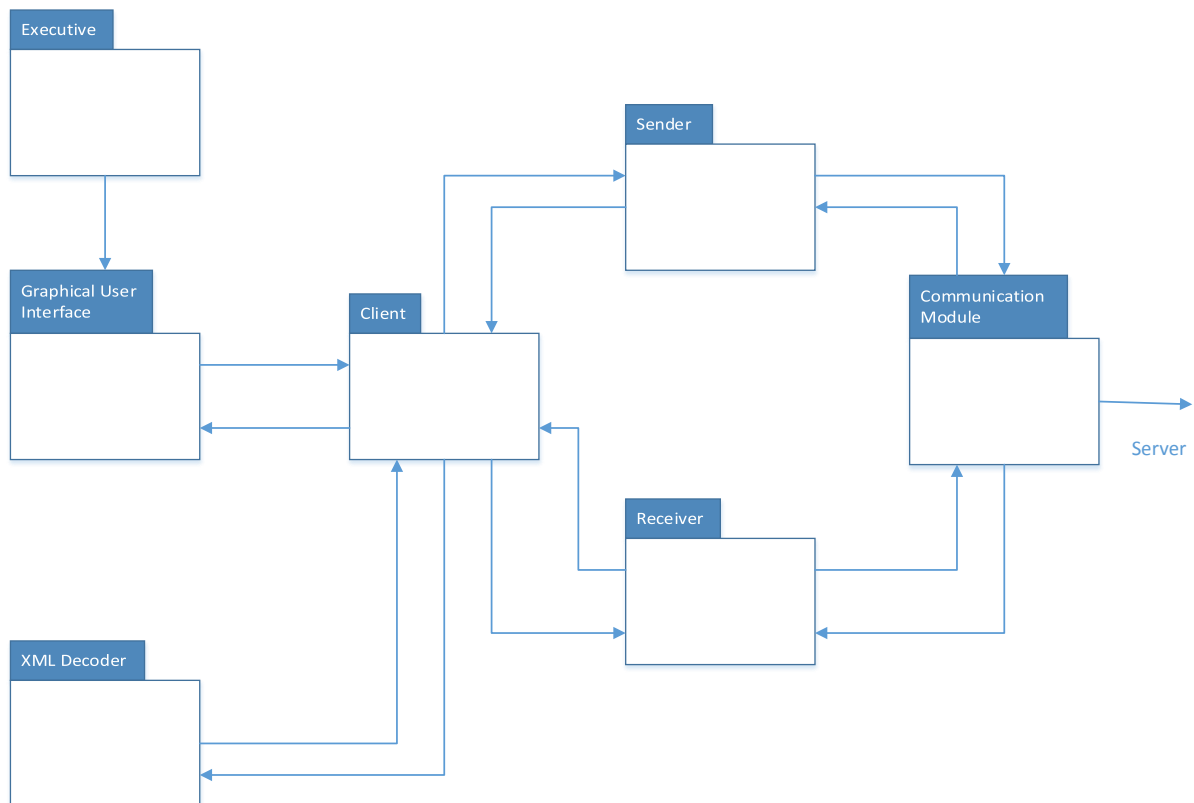 Executive
Sender
Graphical User
Interface
Client
Communication
Module
Server
Receiver
XML Decoder